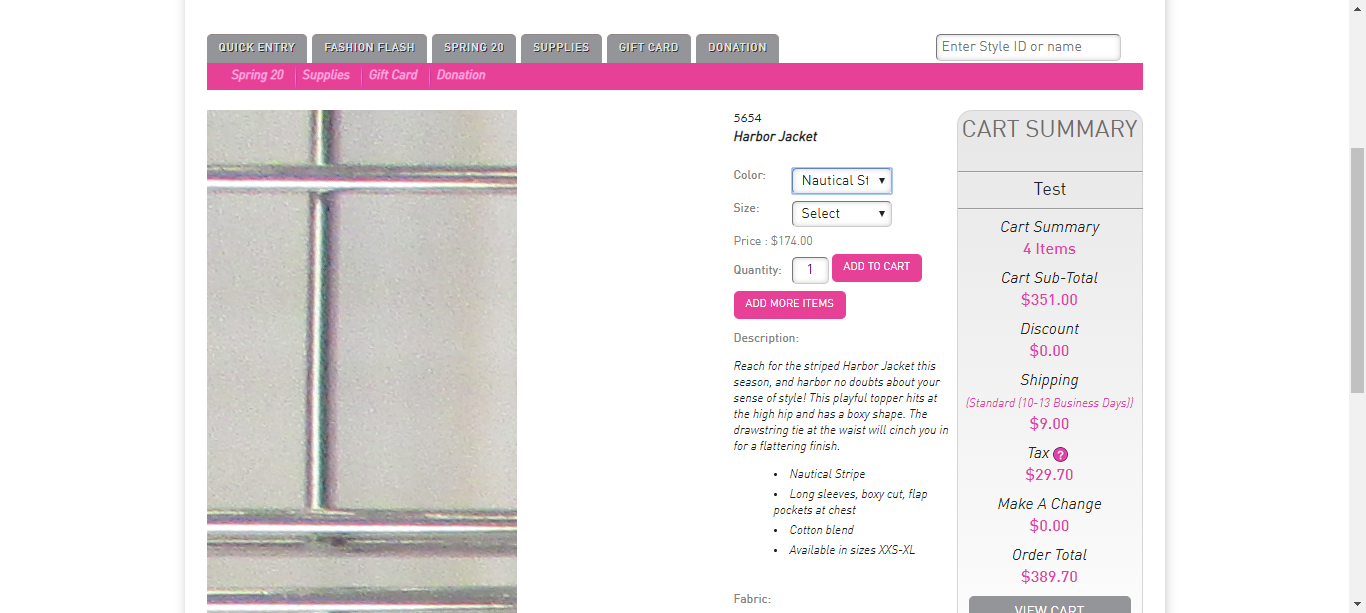 QUICK ENTRY
FASHION FLASH
SPRING 20
SUPPLIES
GIFT CARD
DONATION
Enter Style ID or name
Spring 20
Supplies
Gift Card
Donation
5654
Harbor Jacket
Color:
Nautical St
Size:
Select
Price : $174.00
Quantity:
1
ADD TO CART
ADD MORE ITEMS
Description:
Reach for the striped Harbor Jacket this
season, and harbor no doubts about your
sense of style! This playful topper hits at
the high hip and has a boxy shape. The
drawstring tie at the waist will cinch you in
for a flattering finish.
• Nautical Stripe
• Long sleeves, boxy cut, flap
pockets at chest
• Cotton blend
• Available in sizes XXS-XL
Fabric:
CART SUMMARY
Test
Cart Summary
4 Items
Cart Sub-Total
$351.00
Discount
$0.00
Shipping
(Standard (10-13 Business Days))
$9.00
Tax ?
$29.70
Make A Change
$0.00
Order Total
$389.70
VIEW CART